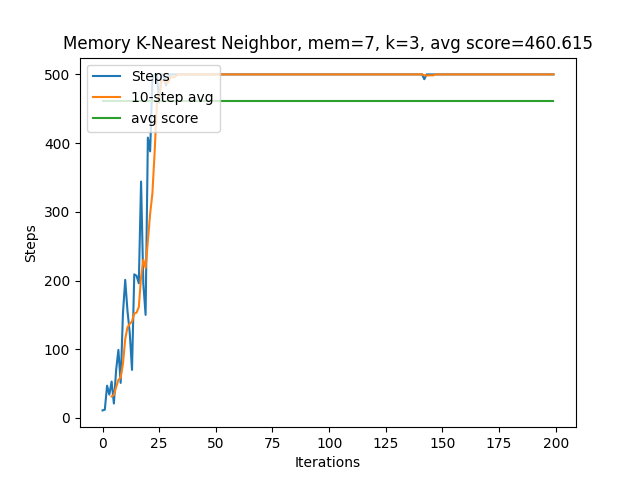 Memory K-Nearest Neighbor, mem=7, k=3, avg score=460.615
500
400
300
200
100
0
Steps
Steps
10-step avg
avg score
0 25 50 75 100 125 150 175 200
Iterations